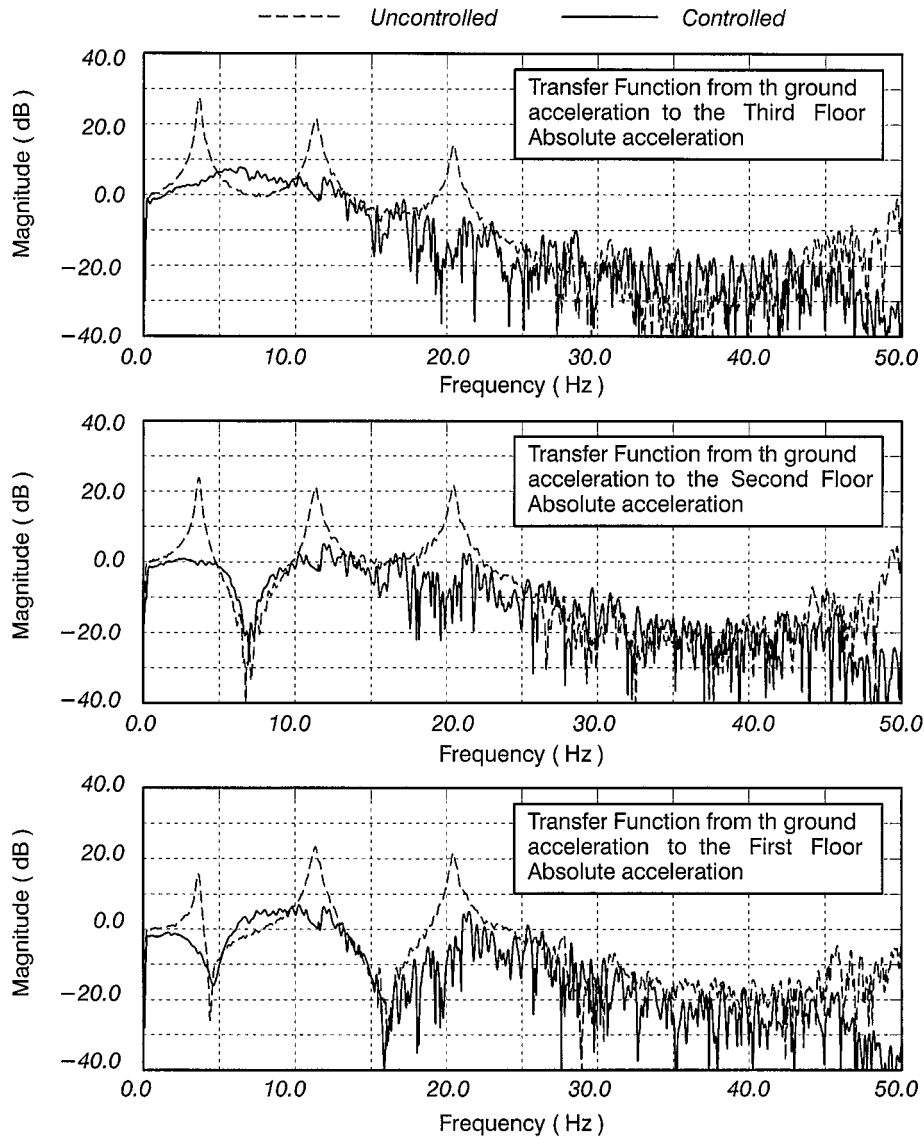 Uncontrolled Controlled
40.0
20.0
0.0
−20.0
−40.0
Magnitude ( dB )
Transfer Function from th ground
acceleration to the Third Floor
Absolute acceleration
0.0 10.0 20.0 30.0 40.0 50.0
Frequency ( Hz )
40.0
20.0
0.0
−20.0
−40.0
Magnitude ( dB )
Transfer Function from th ground
acceleration to the Second Floor
Absolute acceleration
0.0 10.0 20.0 30.0 40.0 50.0
Frequency ( Hz )
40.0
20.0
0.0
−20.0
−40.0
Magnitude ( dB )
Transfer Function from th ground
acceleration to the First Floor
Absolute acceleration
0.0 10.0 20.0 30.0 40.0 50.0
Frequency ( Hz )